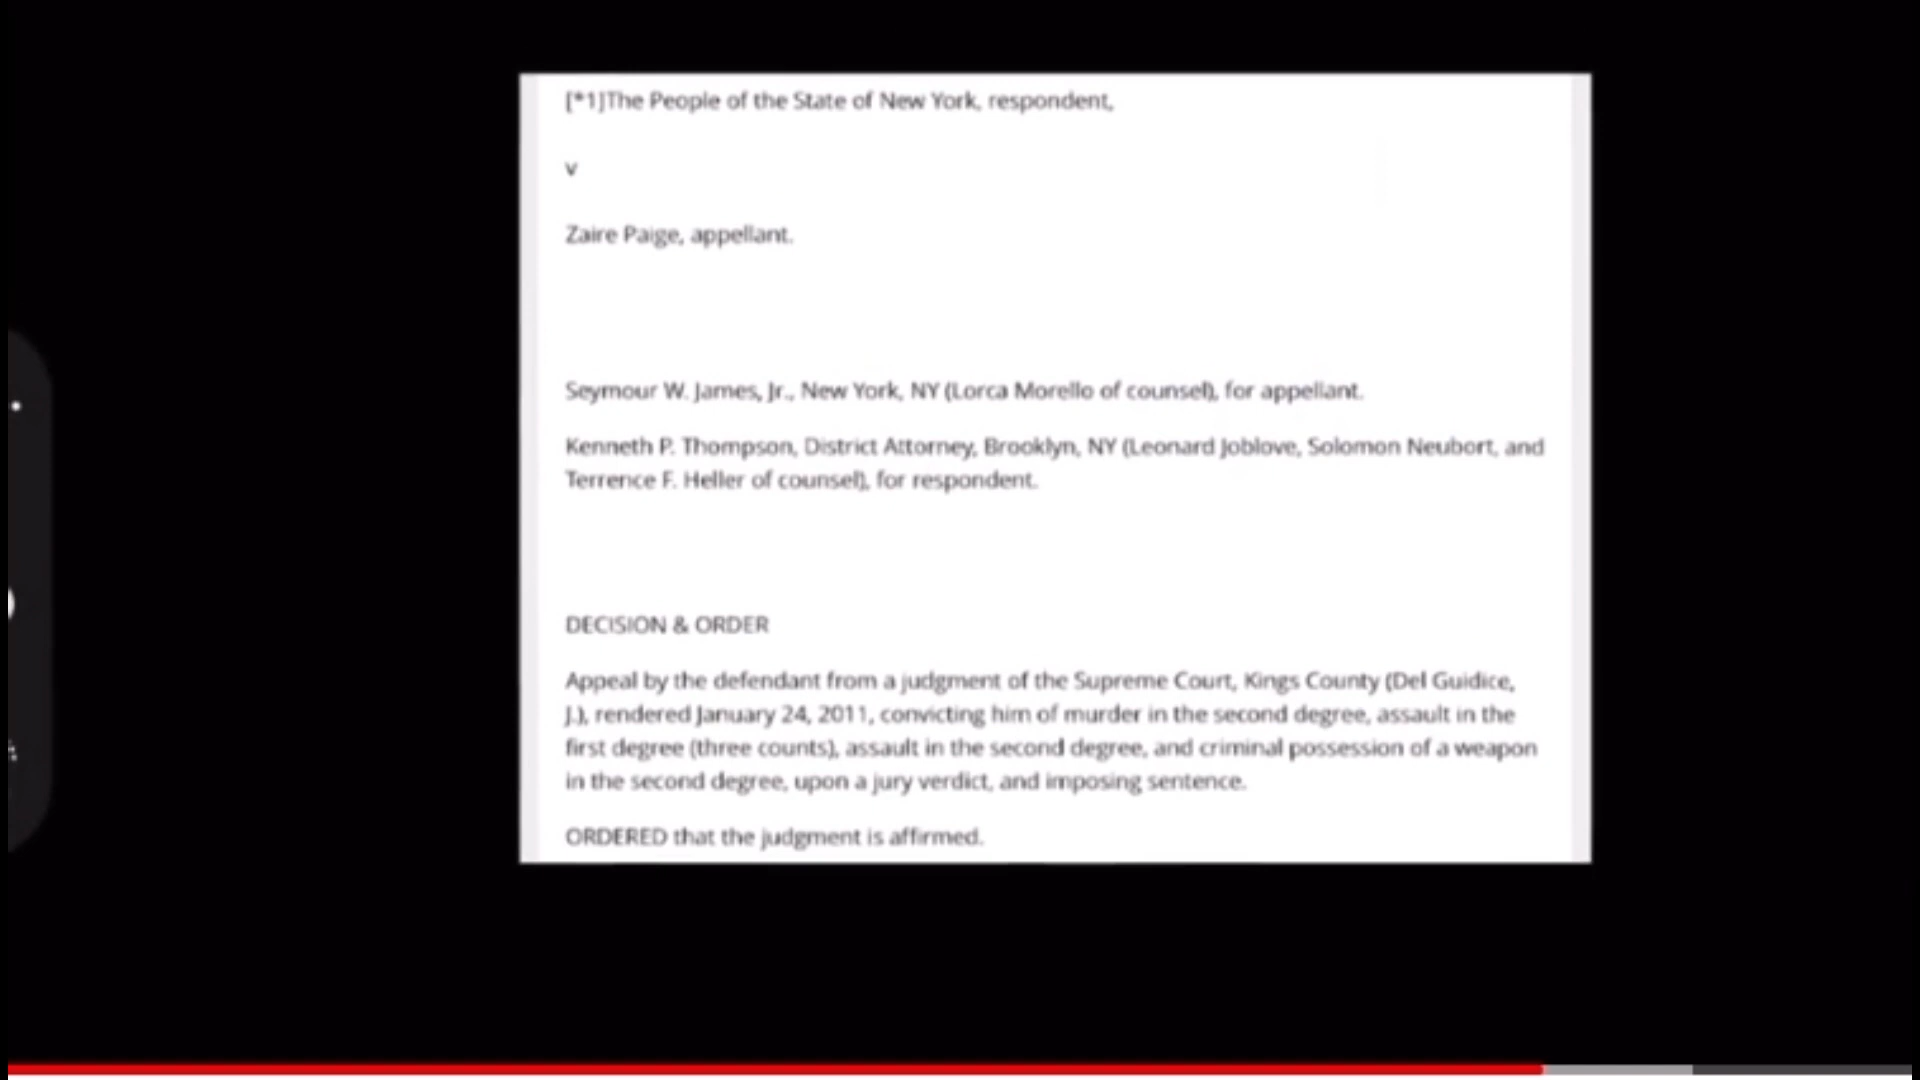 [*1]The People of the State of New York, respondent,
v
Zaire Paige, appellant.
Seymour W. James, Jr., New York, NY (Lorca Morello of counsel), for appellant.
Kenneth P. Thompson, District Attorney, Brooklyn, NY (Leonard Joblove, Solomon Neubort, and
Terrence F. Heller of counsel), for respondent.
DECISION & ORDER
Appeal by the defendant from a judgment of the Supreme Court, Kings County (Del Guidice,
J.), rendered January 24, 2011, convicting him of murder in the second degree, assault in the
first degree (three counts), assault in the second degree, and criminal possession of a weapon
in the second degree, upon a jury verdict, and imposing sentence.
ORDERED that the judgment is affirmed.